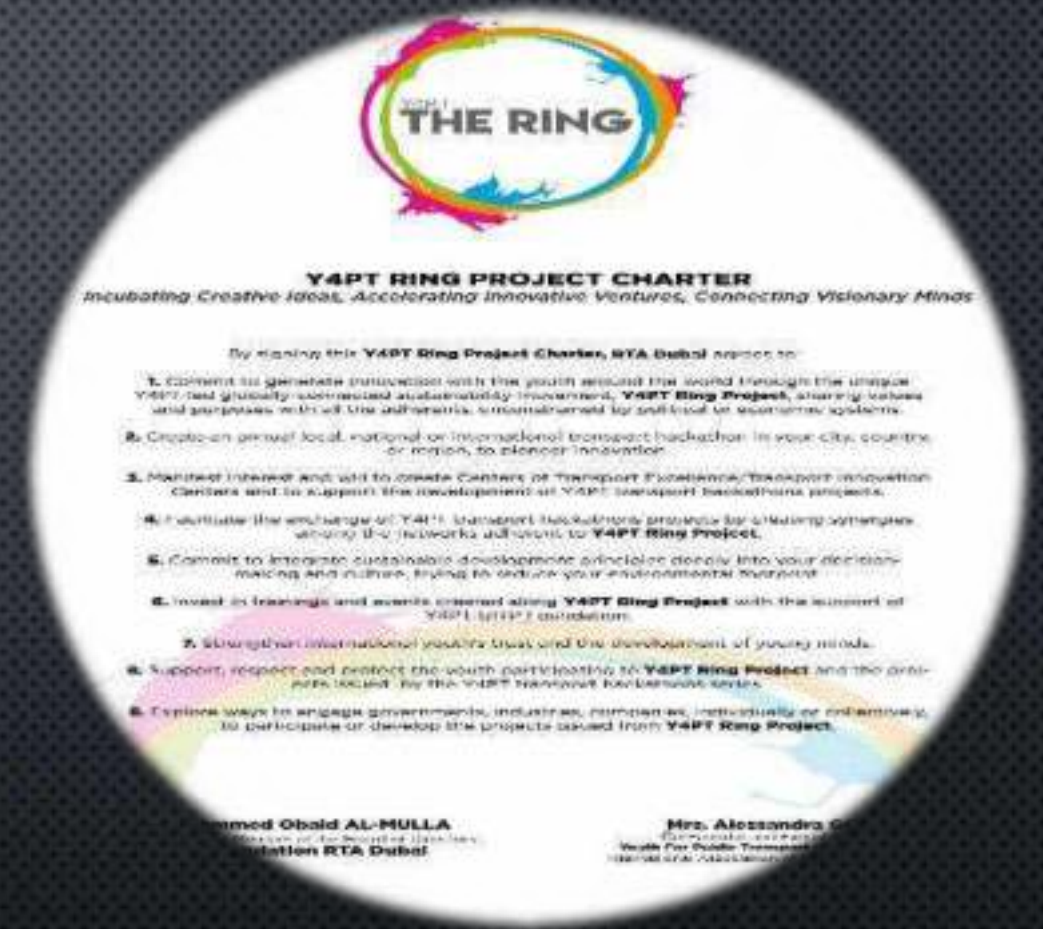 Y4PT
THE RING
Y4PT RING PROJECT CHARTER
Incubating Creative Ideas, Accelerating Innovative Ventures, Connecting Visionary Minds
By signing this Y4PT Ring Project Charter, RTA Dubai agrees to:
1. Commit to generate innovation with the youth around the world through the unique
Y4PT-led globally-connected sustainability movement, Y4PT Ring Project, sharing values
and purposes with all the adherents, unconstrained by political or economic systems.
2. Create an annual local, national or international transport hackathon in your city, country,
or region, to pioneer innovation.
3. Manifest interest and will to create Centers of Transport Excellence/Transport Innovation
Centers and to support the development of Y4PT transport hackathons projects.
4. Facilitate the exchange of Y4PT transport hackathons projects by creating synergies
among the networks adherent to Y4PT Ring Project.
5. Commit to integrate sustainable development principles deeply into your decision-
making and culture, trying to reduce your environmental footprint.
6. Invest in trainings and events created along Y4PT Ring Project with the support of
Y4PT foundation.
7. Strengthen international youth's trust and the development of young minds.
8. Support, respect and protect the youth participating to Y4PT Ring Project and the proj-
ects issued by the Y4PT transport hackathons series.
9. Explore ways to engage governments, industries, companies, individually or collectively,
to participate or develop the projects issued from Y4PT Ring Project.
mmed Obaid AL-MULLA
dation RTA Dubai
Mrs. Alessandra G
Youth For Public Transport